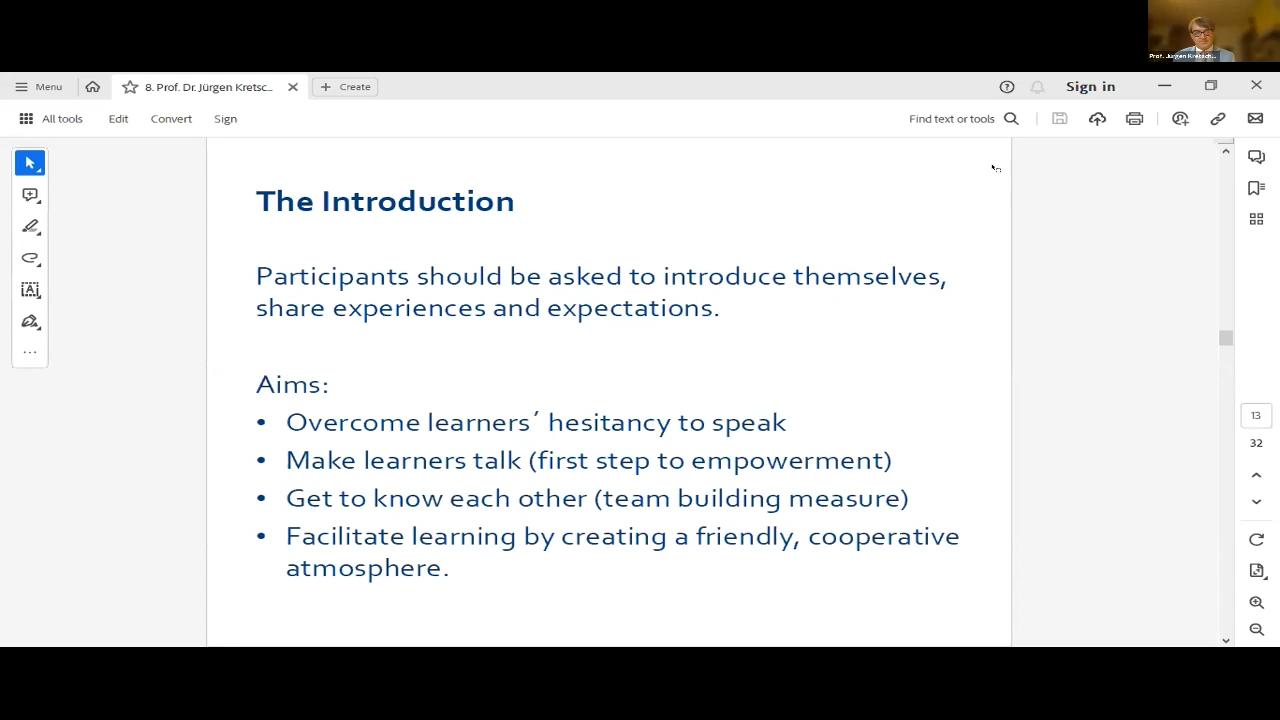 Prof. Jürgen Kretsch...
Menu
8. Prof. Dr. Jürgen Kretsc...
Create
Sign in
All tools
Edit
Convert
Sign
Find text or tools
The Introduction
Participants should be asked to introduce themselves,
share experiences and expectations.
Aims:
• Overcome learners´ hesitancy to speak
• Make learners talk (first step to empowerment)
• Get to know each other (team building measure)
• Facilitate learning by creating a friendly, cooperative
atmosphere.
13
32